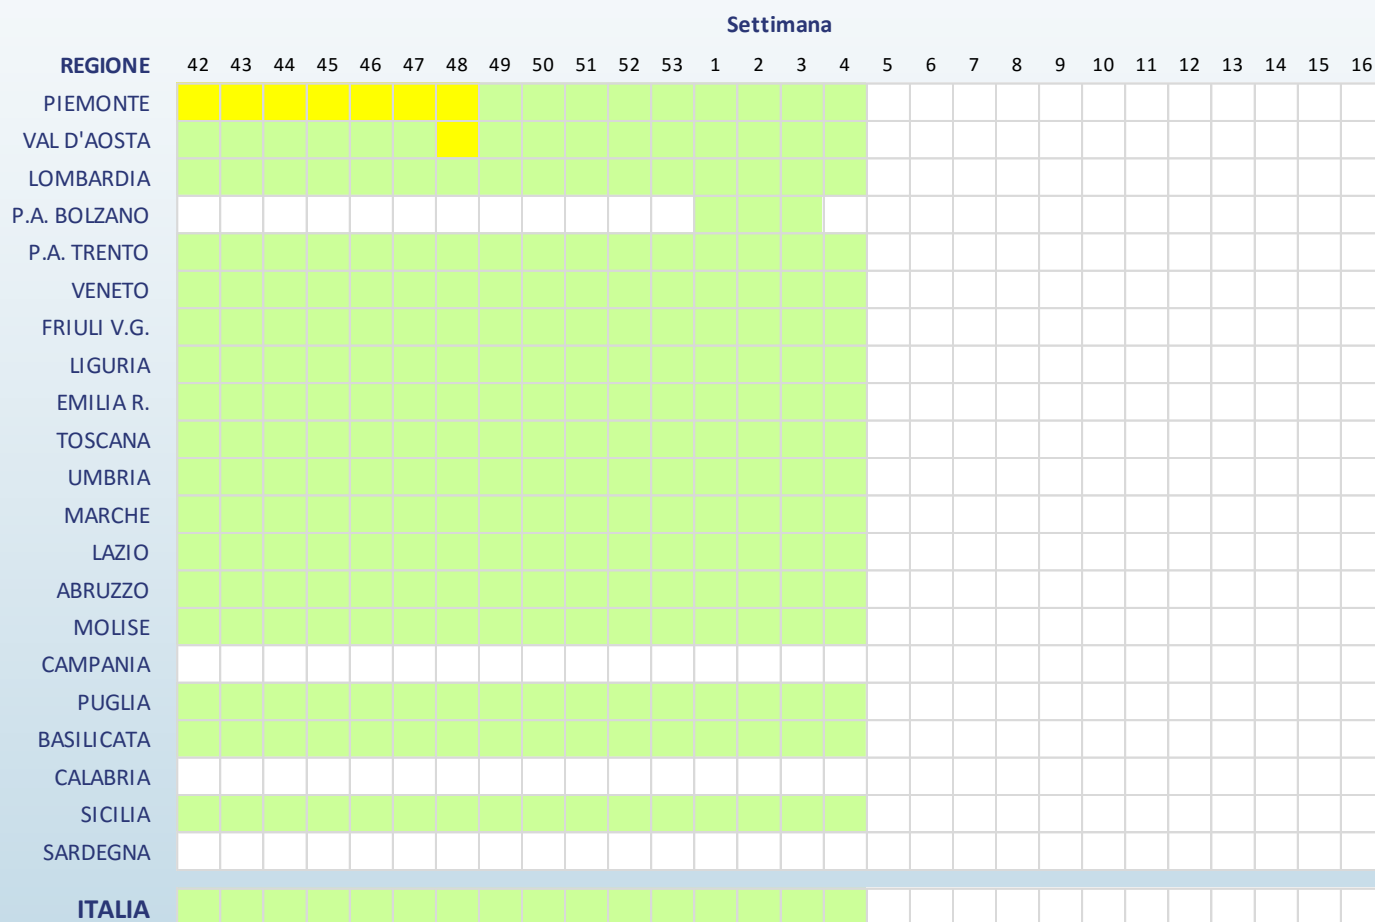 Settimana
REGIONE 42 43 44 45 46 47 48 49 50 51 52 53 1 2 3 4 5 6 7 8 9 10 11 12 13 14 15 16
PIEMONTE
VAL D'AOSTA
LOMBARDIA
P.A. BOLZANO
P.A. TRENTO
VENETO
FRIULI V.G.
LIGURIA
EMILIA R.
TOSCANA
UMBRIA
MARCHE
LAZIO
ABRUZZO
MOLISE
CAMPANIA
PUGLIA
BASILICATA
CALABRIA
SICILIA
SARDEGNA
ITALIA